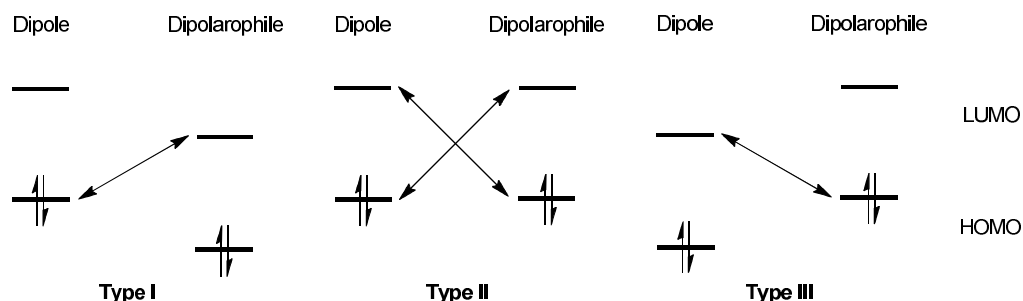 Dipole Dipolarophile Dipole Dipolarophile Dipole Dipolarophile
LUMO
HOMO
Type I Type II Type III